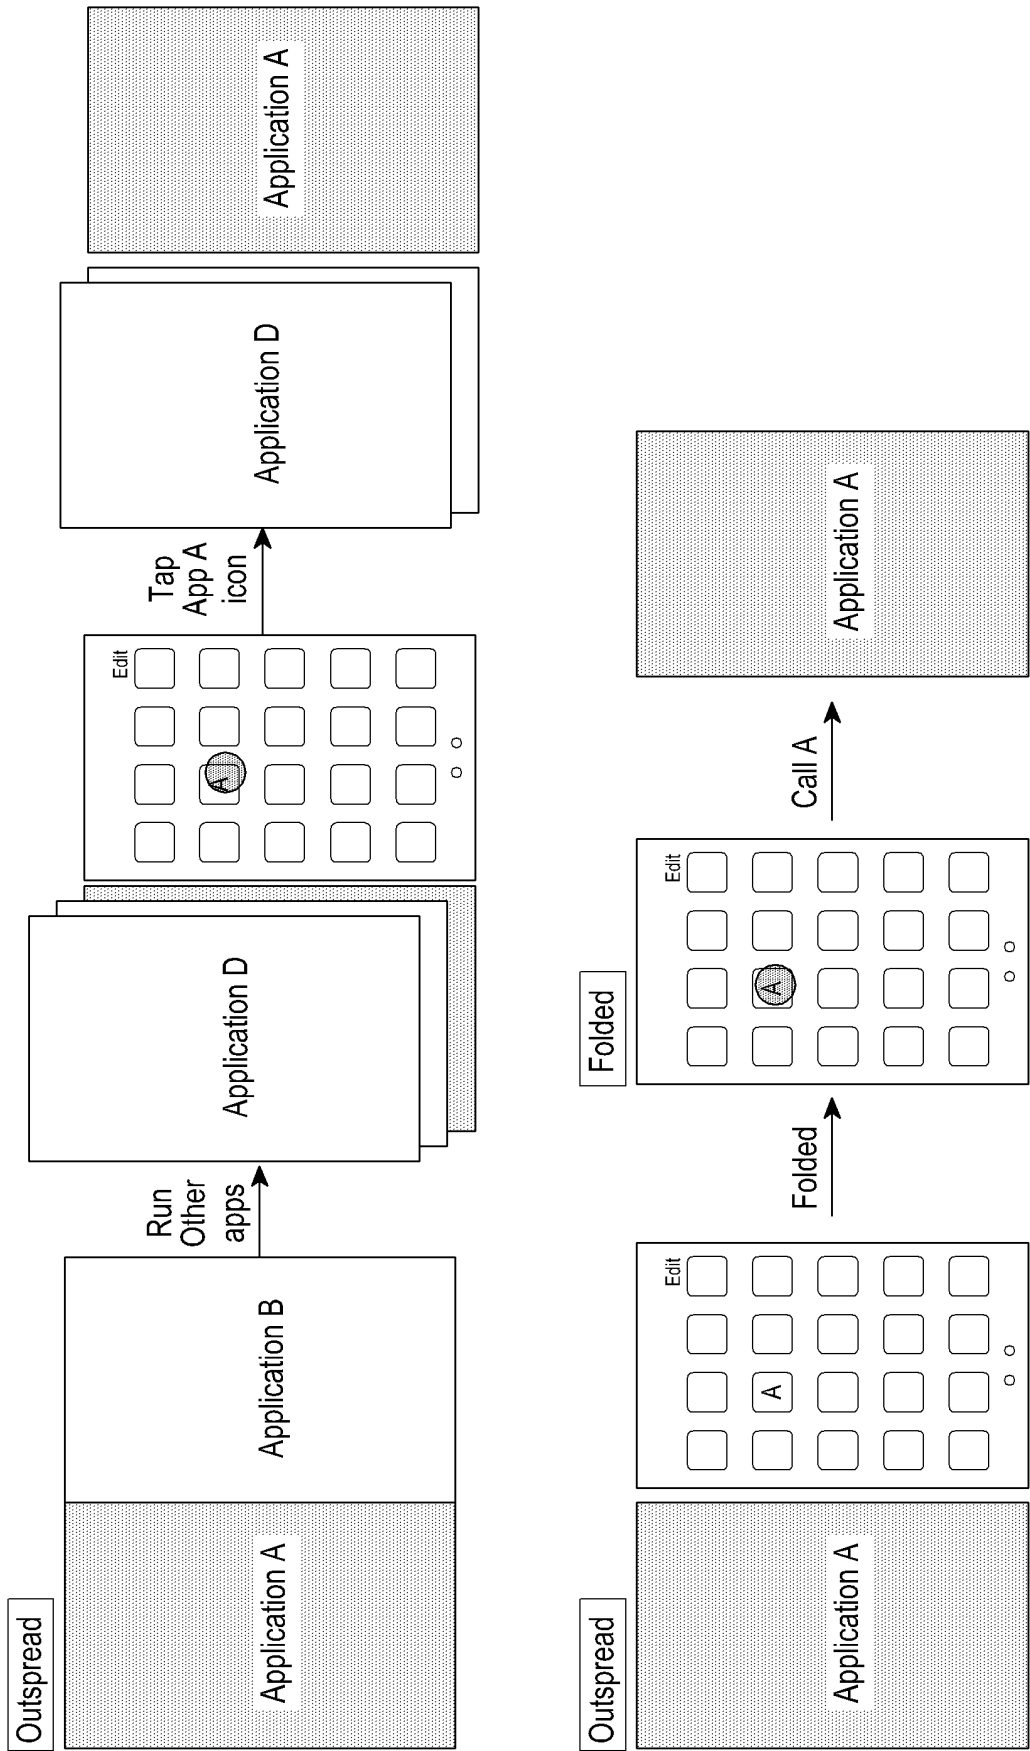 Outspread
Application A
Application B
Run
Other
apps
Application D
Edit
A
Tap
App A
icon
Application D
Application A
Outspread
Application A
Edit
A
Folded
Folded
Edit
A
Call A
Application A